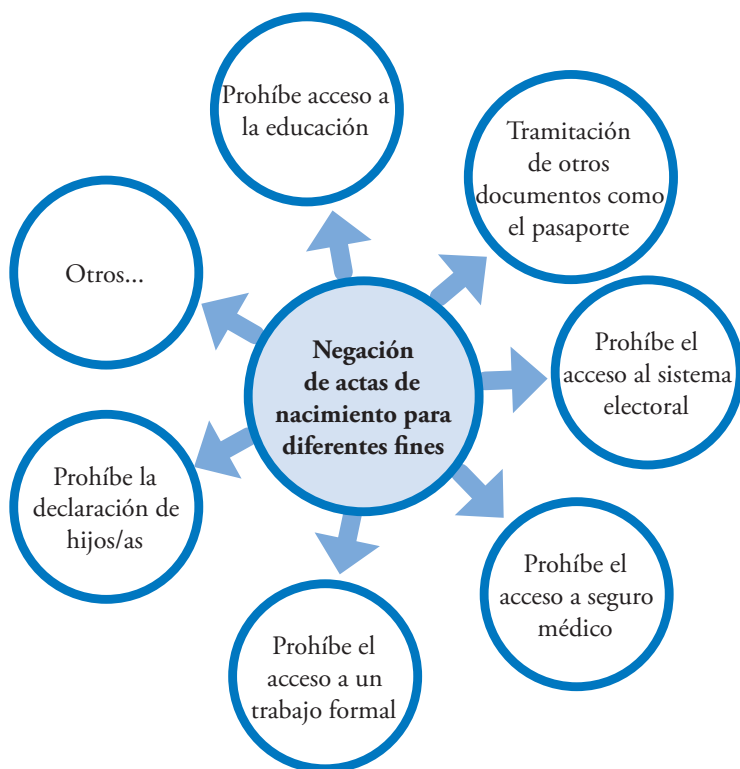 Prohíbe acceso a
la educación
Tramitación
de otros
documentos como
el pasaporte
Otros...
Negación
de actas de
nacimiento para
diferentes fines
Prohíbe el
acceso al sistema
electoral
Prohíbe la
declaración de
hijos/as
Prohíbe el
acceso a seguro
médico
Prohíbe el
acceso a un
trabajo formal